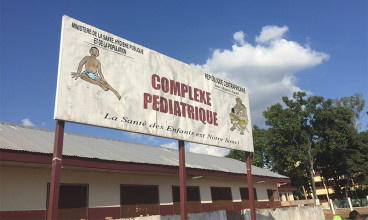 MINISTERE DE LA SANTE, HYGIENE PUBLIQUE
ET DE LA POPULATION
REPUBLIQUE CENTRAFRICAINE
COMPLEXE
PEDIATRIQUE
La Santé des Enfants est Notre Souci